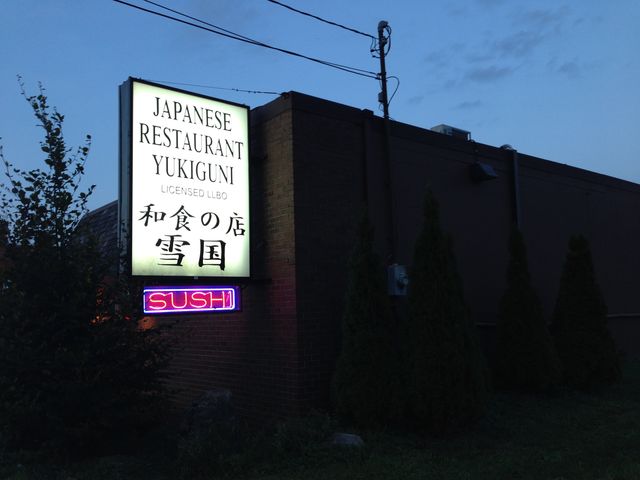 JAPANESE
RESTAURANT
YUKIGUNI
LICENSED LLBO
和食の店
雪国
SUSHI